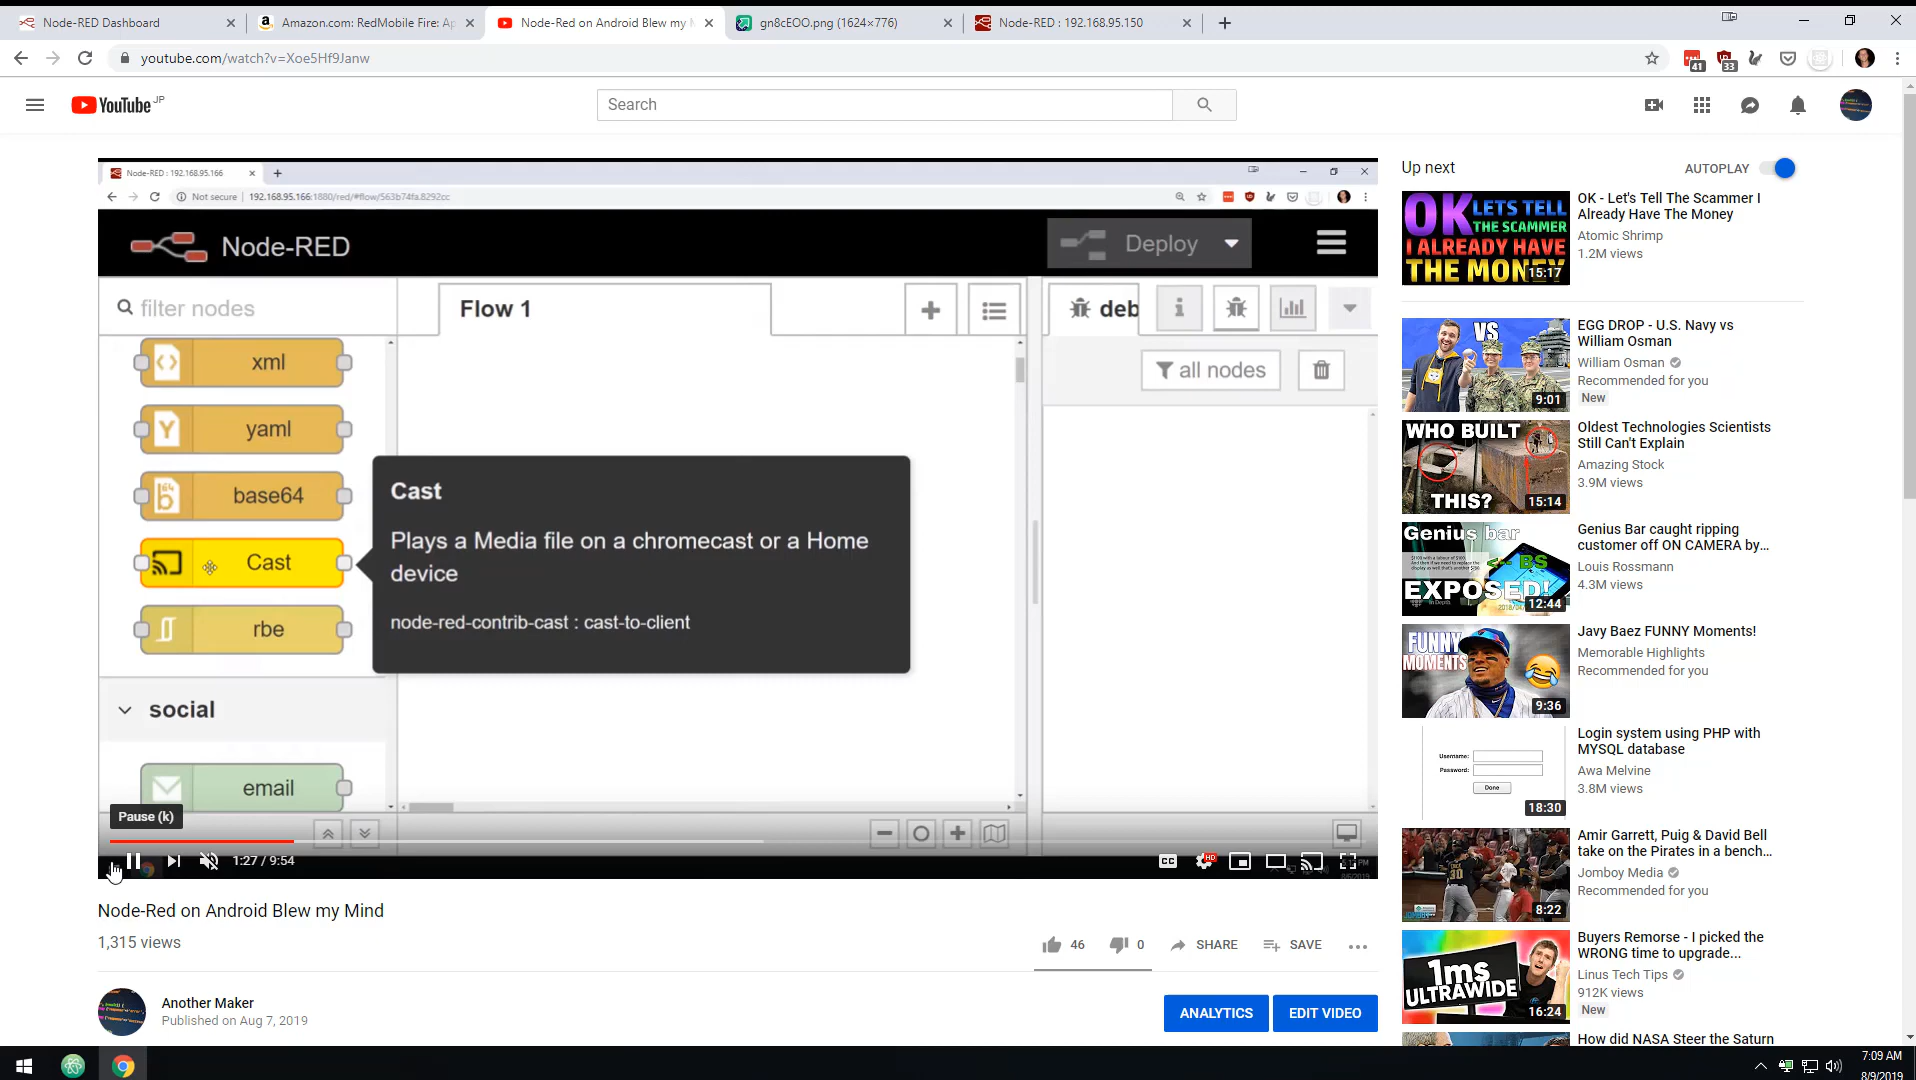 Node-RED Dashboard
Amazon.com: RedMobile Fire: Ap
Node-Red on Android Blew my M
gn8cEOO.png (1624×776)
Node-RED : 192.168.95.150
youtube.com/watch?v=Xoe5Hf9Janw
41
33
YouTube JP
Search
Node-RED : 192.168.95.166
Not secure | 192.168.95.166:1880/red/#flow/563b74fa.8292cc
Node-RED
Deploy
filter nodes
Flow 1
deb
all nodes
xml
yaml
base64
Cast
rbe
social
email
Cast
Plays a Media file on a chromecast or a Home
device
node-red-contrib-cast : cast-to-client
Pause (k)
1:27 / 9:54
CC
HD
Node-Red on Android Blew my Mind
1,315 views
46
0
SHARE
SAVE
Another Maker
Published on Aug 7, 2019
ANALYTICS
EDIT VIDEO
Up next
AUTOPLAY
OK LETS TELL
THE SCAMMER
I ALREADY HAVE
THE MONEY
15:17
OK - Let's Tell The Scammer I
Already Have The Money
Atomic Shrimp
1.2M views
VS
9:01
EGG DROP - U.S. Navy vs
William Osman
William Osman
Recommended for you
New
WHO BUILT
THIS?
15:14
Oldest Technologies Scientists
Still Can't Explain
Amazing Stock
3.9M views
Genius bar
<-- BS
EXPOSED!
12:44
Genius Bar caught ripping
customer off ON CAMERA by...
Louis Rossmann
4.3M views
FUNNY
MOMENTS
9:36
Javy Baez FUNNY Moments!
Memorable Highlights
Recommended for you
Username:
Password:
Done
18:30
Login system using PHP with
MYSQL database
Awa Melvine
3.8M views
8:22
Amir Garrett, Puig & David Bell
take on the Pirates in a bench...
Jomboy Media
Recommended for you
1ms
ULTRAWIDE
16:24
Buyers Remorse - I picked the
WRONG time to upgrade...
Linus Tech Tips
912K views
New
How did NASA Steer the Saturn
7:09 AM
8/9/2019